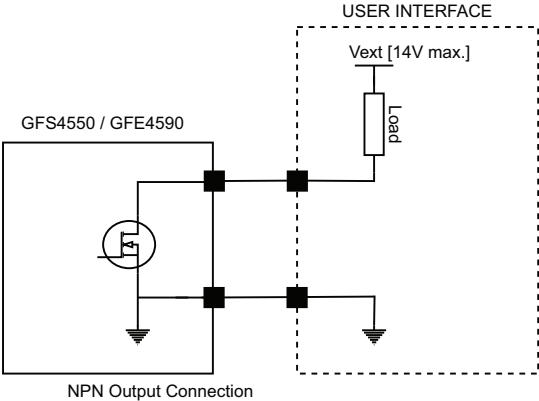 USER INTERFACE
Vext [14V max.]
Load
GFS4550 / GFE4590
NPN Output Connection